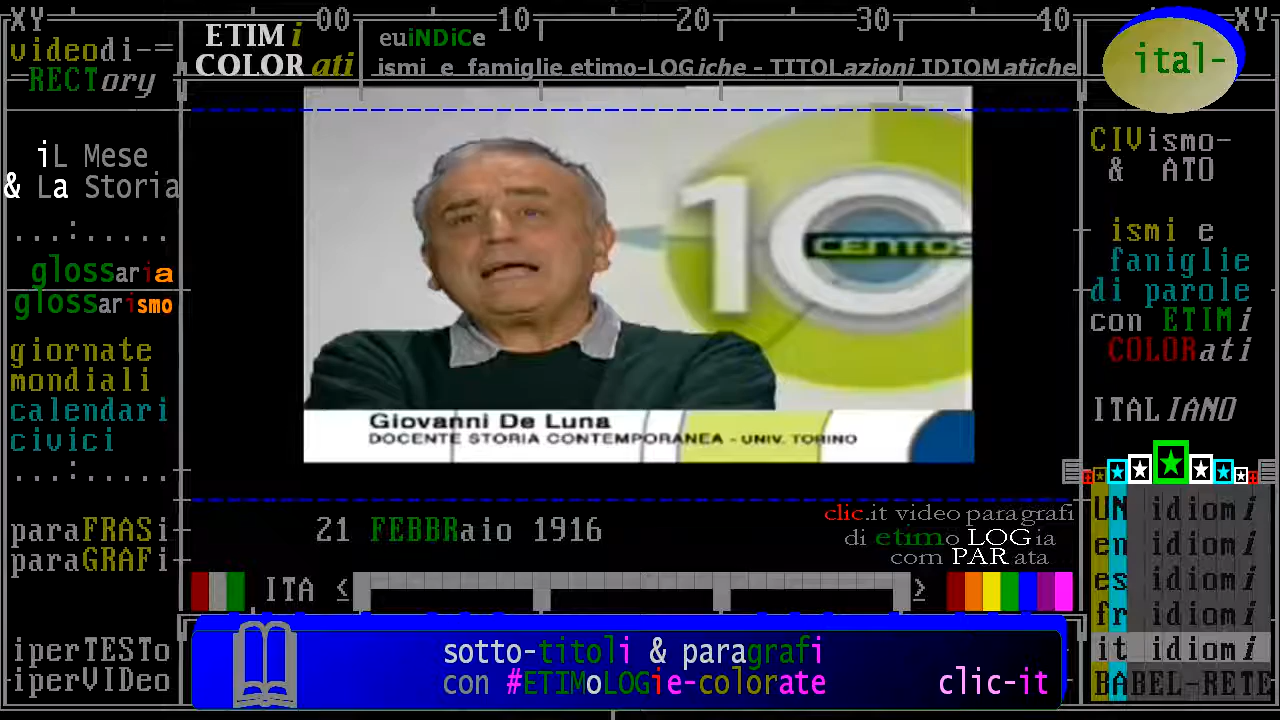 XY 00 10 20 30 40 XY
videodi-=
=RECTory
ETIMi
COLORati
euiNDiCe
ismi e famiglie etimo-LOGiche - TITOLazioni IDIOMatiche
ital-
iL Mese
& La Storia
...:.....
glossaria
glossarismo
giornate
mondiali
calendari
civici
...:.....
paraFRASi
paraGRAFi
iperTESTo
iperVIDeo
10
CENTOS
Giovanni De Luna
DOCENTE STORIA CONTEMPORANEA - UNIV. TORINO
21 FEBBRaio 1916
clic.it video paragrafi
di etimo LOGia
com PARata
ITA <
>
sotto-titoli & paragrafi
con #ETIMoLOGie-colorate
clic-it
CIVismo-
& ATO
ismi e
faniglie
di parole
con ETIMi
COLORati
ITALIANO
UN idiomi
en idiomi
es idiomi
fr idiomi
it idiomi
BABEL-RETE